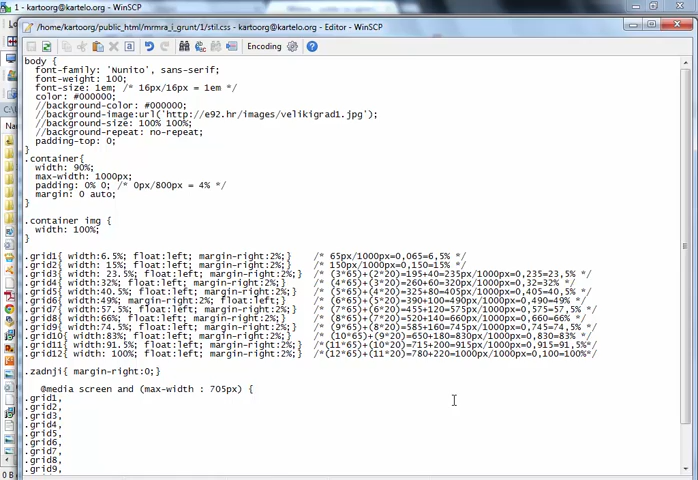 1 - kartoorg@kartelo.org - WinSCP
/home/kartoorg/public_html/mrmra_i_grunt/1/stil.css - kartoorg@kartelo.org - Editor - WinSCP
Encoding
body {
font-family: 'Nunito', sans-serif;
font-weight: 100;
font-size: 1em; /* 16px/16px = 1em */
color: #000000;
//background-color: #000000;
//background-image:url('http://e92.hr/images/velikigrad1.jpg');
//background-size: 100% 100%;
//background-repeat: no-repeat;
padding-top: 0;
}
.container{
width: 90%;
max-width: 1000px;
padding: 0% 0; /* 0px/800px = 4% */
margin: 0 auto;
}
.container img {
width: 100%;
}
.grid1{ width:6.5%; float:left; margin-right:2%;} /* 65px/1000px=0,065=6,5% */
.grid2{ width: 15%; float:left; margin-right:2%;} /* 150px/1000px=0,150=15% */
.grid3{ width: 23.5%; float:left; margin-right:2%;} /* (3*65)+(2*20)=195+40=235px/1000px=0,235=23,5% */
.grid4{ width:32%; float:left; margin-right:2%;} /* (4*65)+(3*20)=260+60=320px/1000px=0,32=32% */
.grid5{ width:40.5%; float:left; margin-right:2%;} /* (5*65)+(4*20)=325+80=405px/1000px=0,405=40,5% */
.grid6{ width:49%; margin-right:2%; float:left;} /* (6*65)+(5*20)=390+100=490px/1000px=0,490=49% */
.grid7{ width:57.5%; float:left; margin-right:2%;} /* (7*65)+(6*20)=455+120=575px/1000px=0,575=57,5% */
.grid8{ width:66%; float:left; margin-right:2%;} /* (8*65)+(7*20)=520+140=660px/1000px=0,660=66% */
.grid9{ width:74.5%; float:left; margin-right:2%;} /* (9*65)+(8*20)=585+160=745px/1000px=0,745=74,5% */
.grid10{ width:83%; float:left; margin-right:2%;} /* (10*65)+(9*20)=650+180=830px/1000px=0,830=83% */
.grid11{ width:91.5%; float:left; margin-right:2%;} /*(11*65)+(10*20)=715+200=915px/1000px=0,915=91,5%*/
.grid12{ width: 100%; float:left; margin-right:2%;} /*(12*65)+(11*20)=780+220=1000px/1000px=0,100=100%*/
.zadnji{ margin-right:0;}
@media screen and (max-width : 705px) {
.grid1,
.grid2,
.grid3,
.grid4,
.grid5,
.grid6,
.grid7,
.grid8,
.grid9,